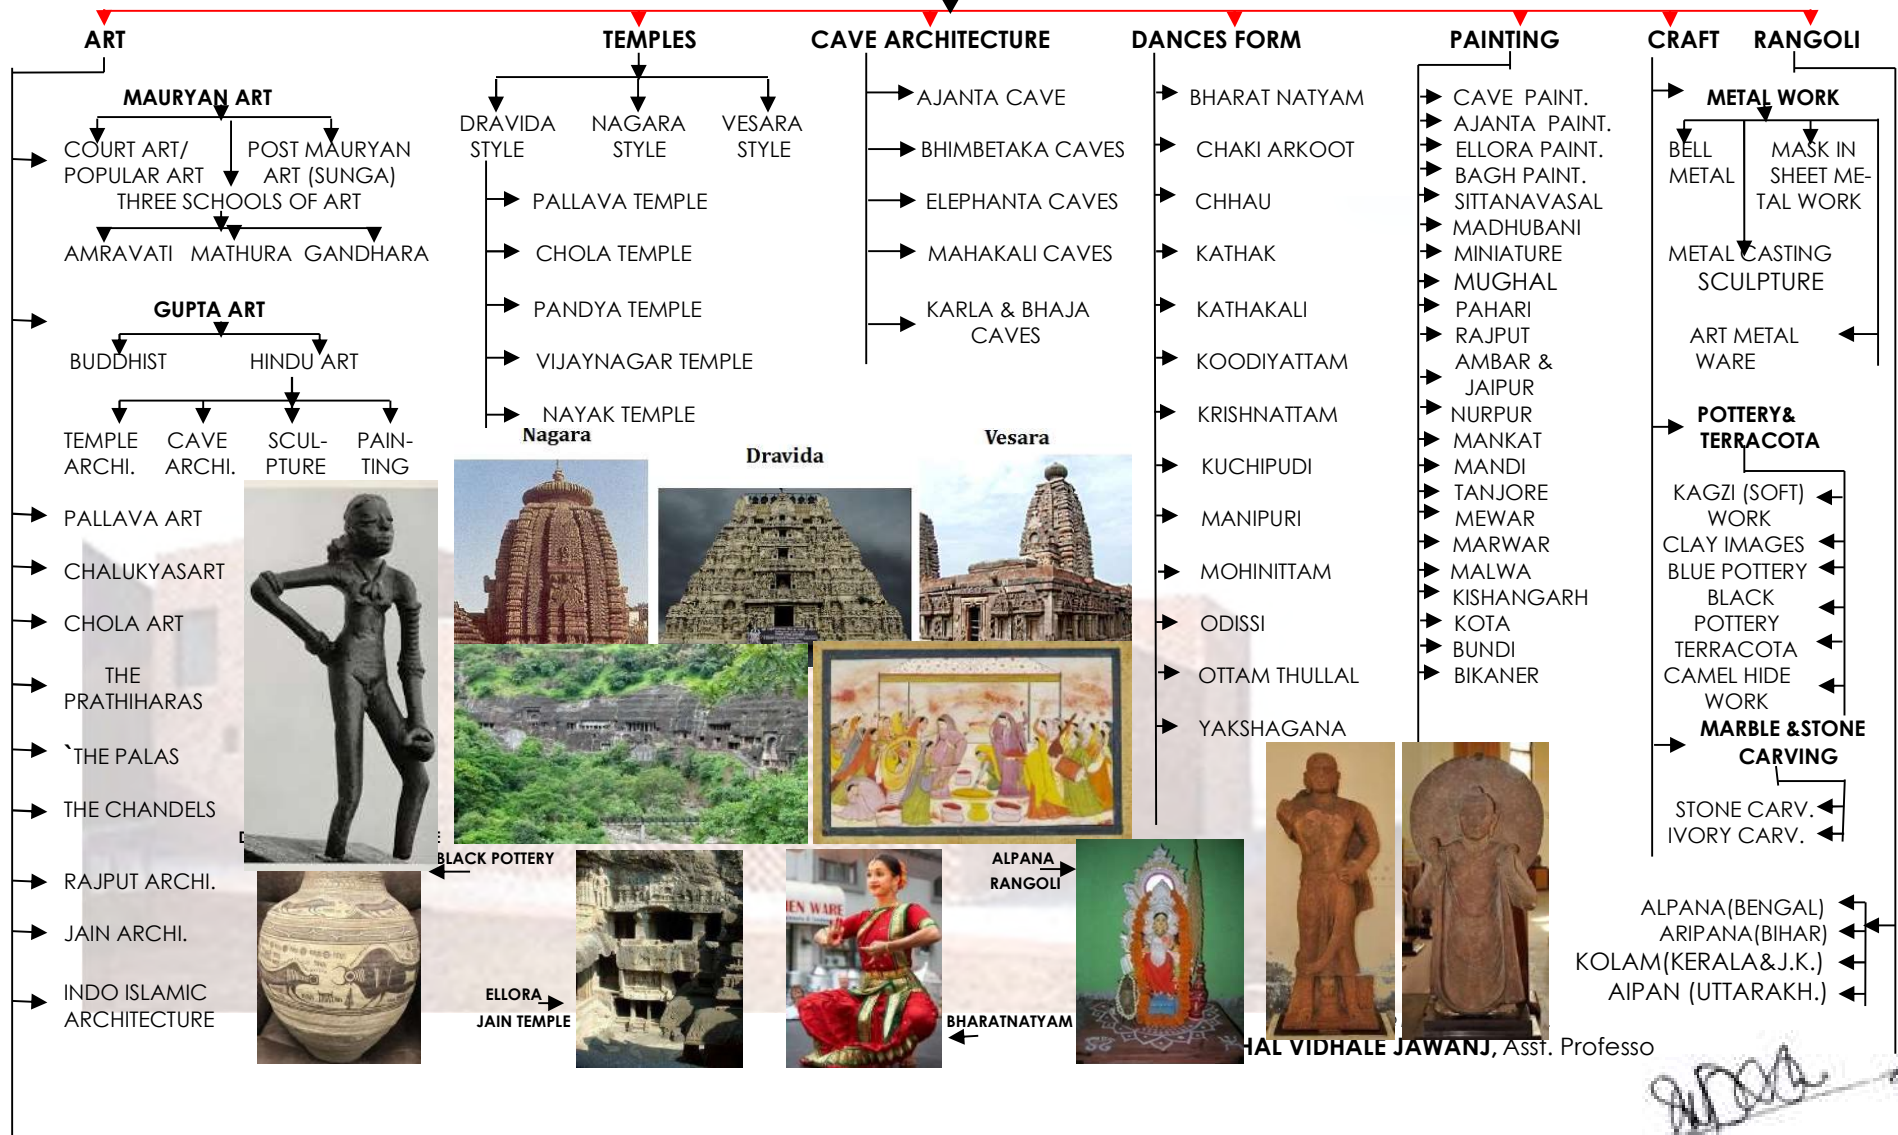 ART
TEMPLES
CAVE ARCHITECTURE
DANCES FORM
PAINTING
CRAFT
RANGOLI
MAURYAN ART
COURT ART/
POPULAR ART
POST MAURYAN
ART (SUNGA)
THREE SCHOOLS OF ART
AMRAVATI
MATHURA
GANDHARA
GUPTA ART
BUDDHIST
HINDU ART
TEMPLE
ARCHI.
CAVE
ARCHI.
SCUL-
PTURE
PAIN-
TING
PALLAVA ART
CHALUKYASART
CHOLA ART
THE
PRATHIHARAS
`THE PALAS
THE CHANDELS
RAJPUT ARCHI.
JAIN ARCHI.
INDO ISLAMIC
ARCHITECTURE
DRAVIDA
STYLE
NAGARA
STYLE
VESARA
STYLE
PALLAVA TEMPLE
CHOLA TEMPLE
PANDYA TEMPLE
VIJAYNAGAR TEMPLE
NAYAK TEMPLE
Nagara
Dravida
Vesara
AJANTA CAVE
BHIMBETAKA CAVES
ELEPHANTA CAVES
MAHAKALI CAVES
KARLA & BHAJA
CAVES
BHARAT NATYAM
CHAKI ARKOOT
CHHAU
KATHAK
KATHAKALI
KOODIYATTAM
KRISHNATTAM
KUCHIPUDI
MANIPURI
MOHINITTAM
ODISSI
OTTAM THULLAL
YAKSHAGANA
CAVE PAINT.
AJANTA PAINT.
ELLORA PAINT.
BAGH PAINT.
SITTANAVASAL
MADHUBANI
MINIATURE
MUGHAL
PAHARI
RAJPUT
AMBAR &
JAIPUR
NURPUR
MANKAT
MANDI
TANJORE
MEWAR
MARWAR
MALWA
KISHANGARH
KOTA
BUNDI
BIKANER
METAL WORK
BELL
METAL
MASK IN
SHEET ME-
TAL WORK
METAL CASTING
SCULPTURE
ART METAL
WARE
POTTERY&
TERRACOTA
KAGZI (SOFT)
WORK
CLAY IMAGES
BLUE POTTERY
BLACK
POTTERY
TERRACOTA
CAMEL HIDE
WORK
MARBLE &STONE
CARVING
STONE CARV.
IVORY CARV.
ALPANA(BENGAL)
ARIPANA(BIHAR)
KOLAM(KERALA&J.K.)
AIPAN (UTTARAKH.)
BLACK POTTERY
ELLORA
JAIN TEMPLE
BHARATNATYAM
ALPANA
RANGOLI
EN WARE
HAL VIDHALE JAWANJ, Asst. Professo